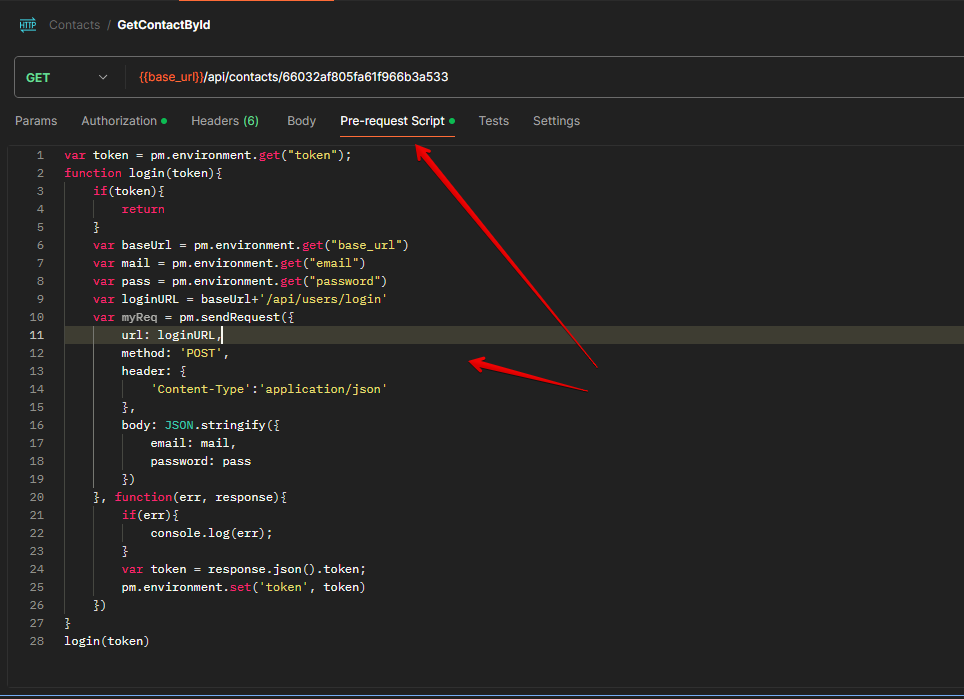 HTTP Contacts / GetContactById
GET {{base_url}}/api/contacts/66032af805fa61f966b3a533
Params Authorization Headers (6) Body Pre-request Script Tests Settings
1 var token = pm.environment.get("token");
2 function login(token){
3 if(token){
4 return
5 }
6 var baseUrl = pm.environment.get("base_url")
7 var mail = pm.environment.get("email")
8 var pass = pm.environment.get("password")
9 var loginURL = baseUrl+'/api/users/login'
10 var myReq = pm.sendRequest({
11 url: loginURL,
12 method: 'POST',
13 header: {
14 'Content-Type':'application/json'
15 },
16 body: JSON.stringify({
17 email: mail,
18 password: pass
19 })
20 }, function(err, response){
21 if(err){
22 console.log(err);
23 }
24 var token = response.json().token;
25 pm.environment.set('token', token)
26 })
27 }
28 login(token)